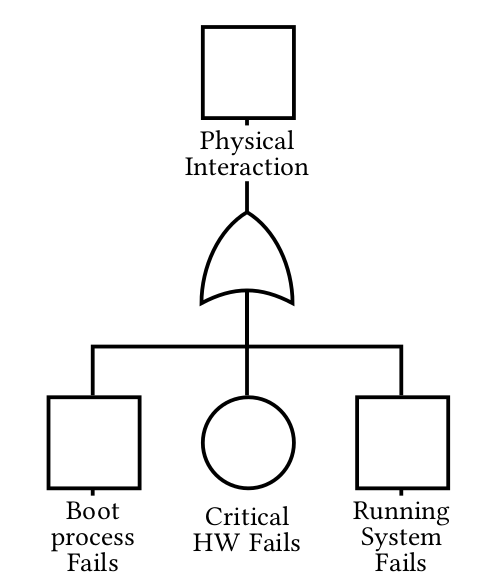 Physical
Interaction
Boot
process
Fails
Critical
HW Fails
Running
System
Fails